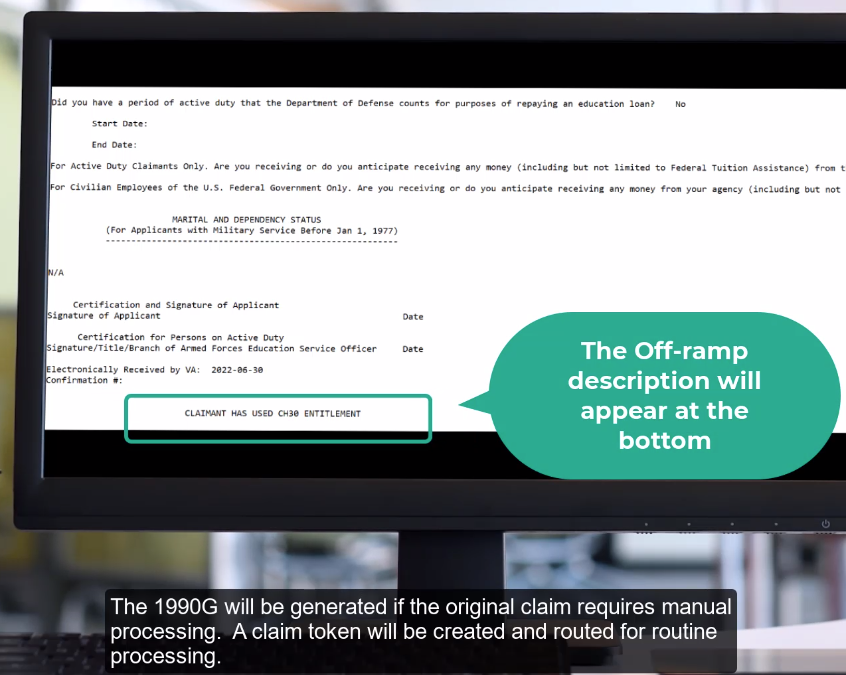 Did you have a period of active duty that the Department of Defense counts for purposes of repaying an education loan? No
Start Date:
End Date:
For Active Duty Claimants Only. Are you receiving or do you anticipate receiving any money (including but not limited to Federal Tuition Assistance) from t
For Civilian Employees of the U.S. Federal Government Only. Are you receiving or do you anticipate receiving any money from your agency (including but not
MARITAL AND DEPENDENCY STATUS
(For Applicants with Military Service Before Jan 1, 1977)
N/A
Certification and Signature of Applicant
Signature of Applicant Date
Certification for Persons on Active Duty
Signature/Title/Branch of Armed Forces Education Service Officer Date
Electronically Received by VA: 2022-06-30
Confirmation #:
CLAIMANT HAS USED CH30 ENTITLEMENT
The Off-ramp
description will
appear at the
bottom
The 1990G will be generated if the original claim requires manual
processing. A claim token will be created and routed for routine
processing.